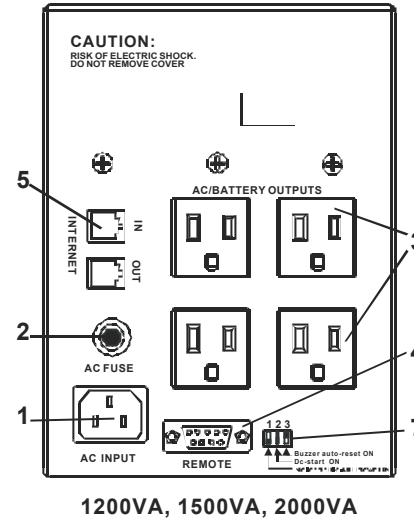 CAUTION:
RISK OF ELECTRIC SHOCK.
DO NOT REMOVE COVER
5
AC/BATTERY OUTPUTS
IN
INTERNET
OUT
3
2
AC FUSE
4
1
1 2 3
7
Buzzer auto-reset ON
Dc-start ON
AC INPUT
REMOTE
1200VA, 1500VA, 2000VA